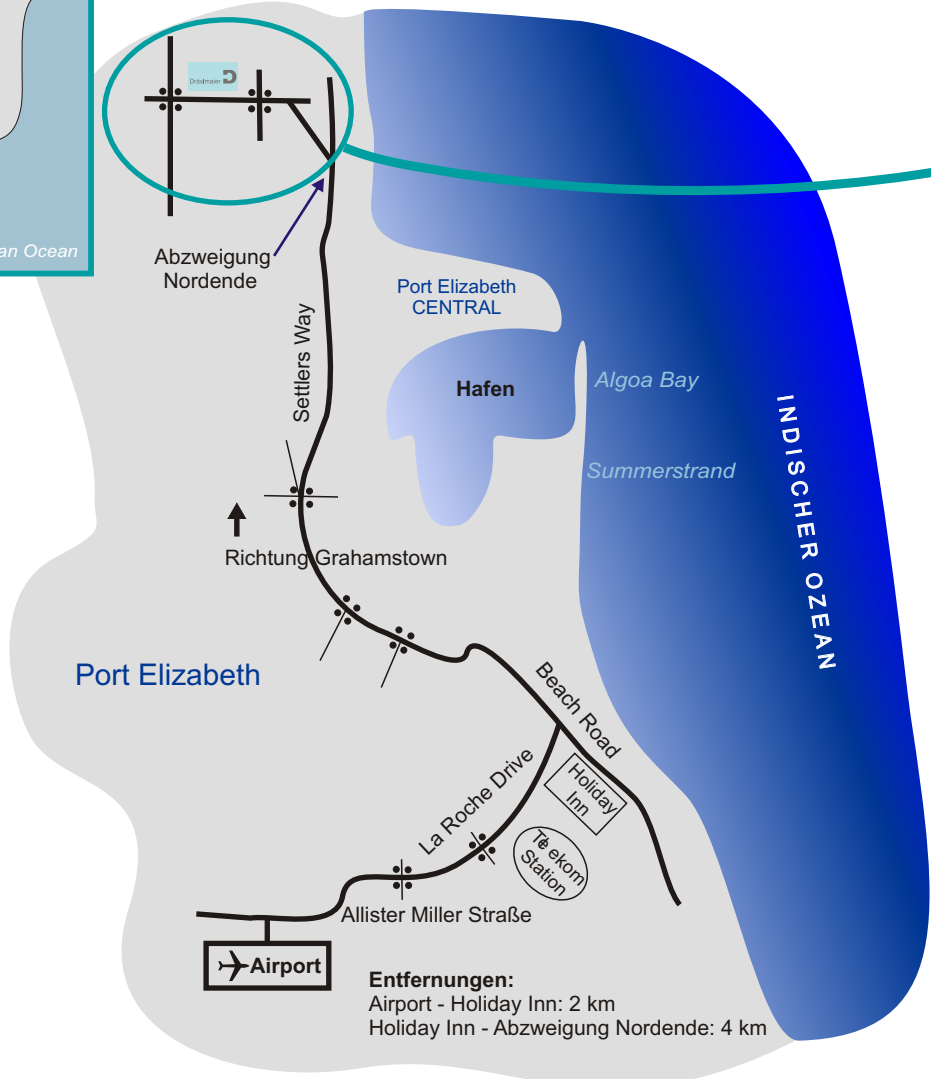 Dräxlmaier
an Ocean
Abzweigung
Nordende
Port Elizabeth
CENTRAL
Settlers Way
Hafen
Algoa Bay
Summerstrand
INDISCHER OZEAN
Richtung Grahamstown
Port Elizabeth
Beach Road
La Roche Drive
Holiday
Inn
Telekom
Station
Allister Miller Straße
Airport
Entfernungen:
Airport - Holiday Inn: 2 km
Holiday Inn - Abzweigung Nordende: 4 km